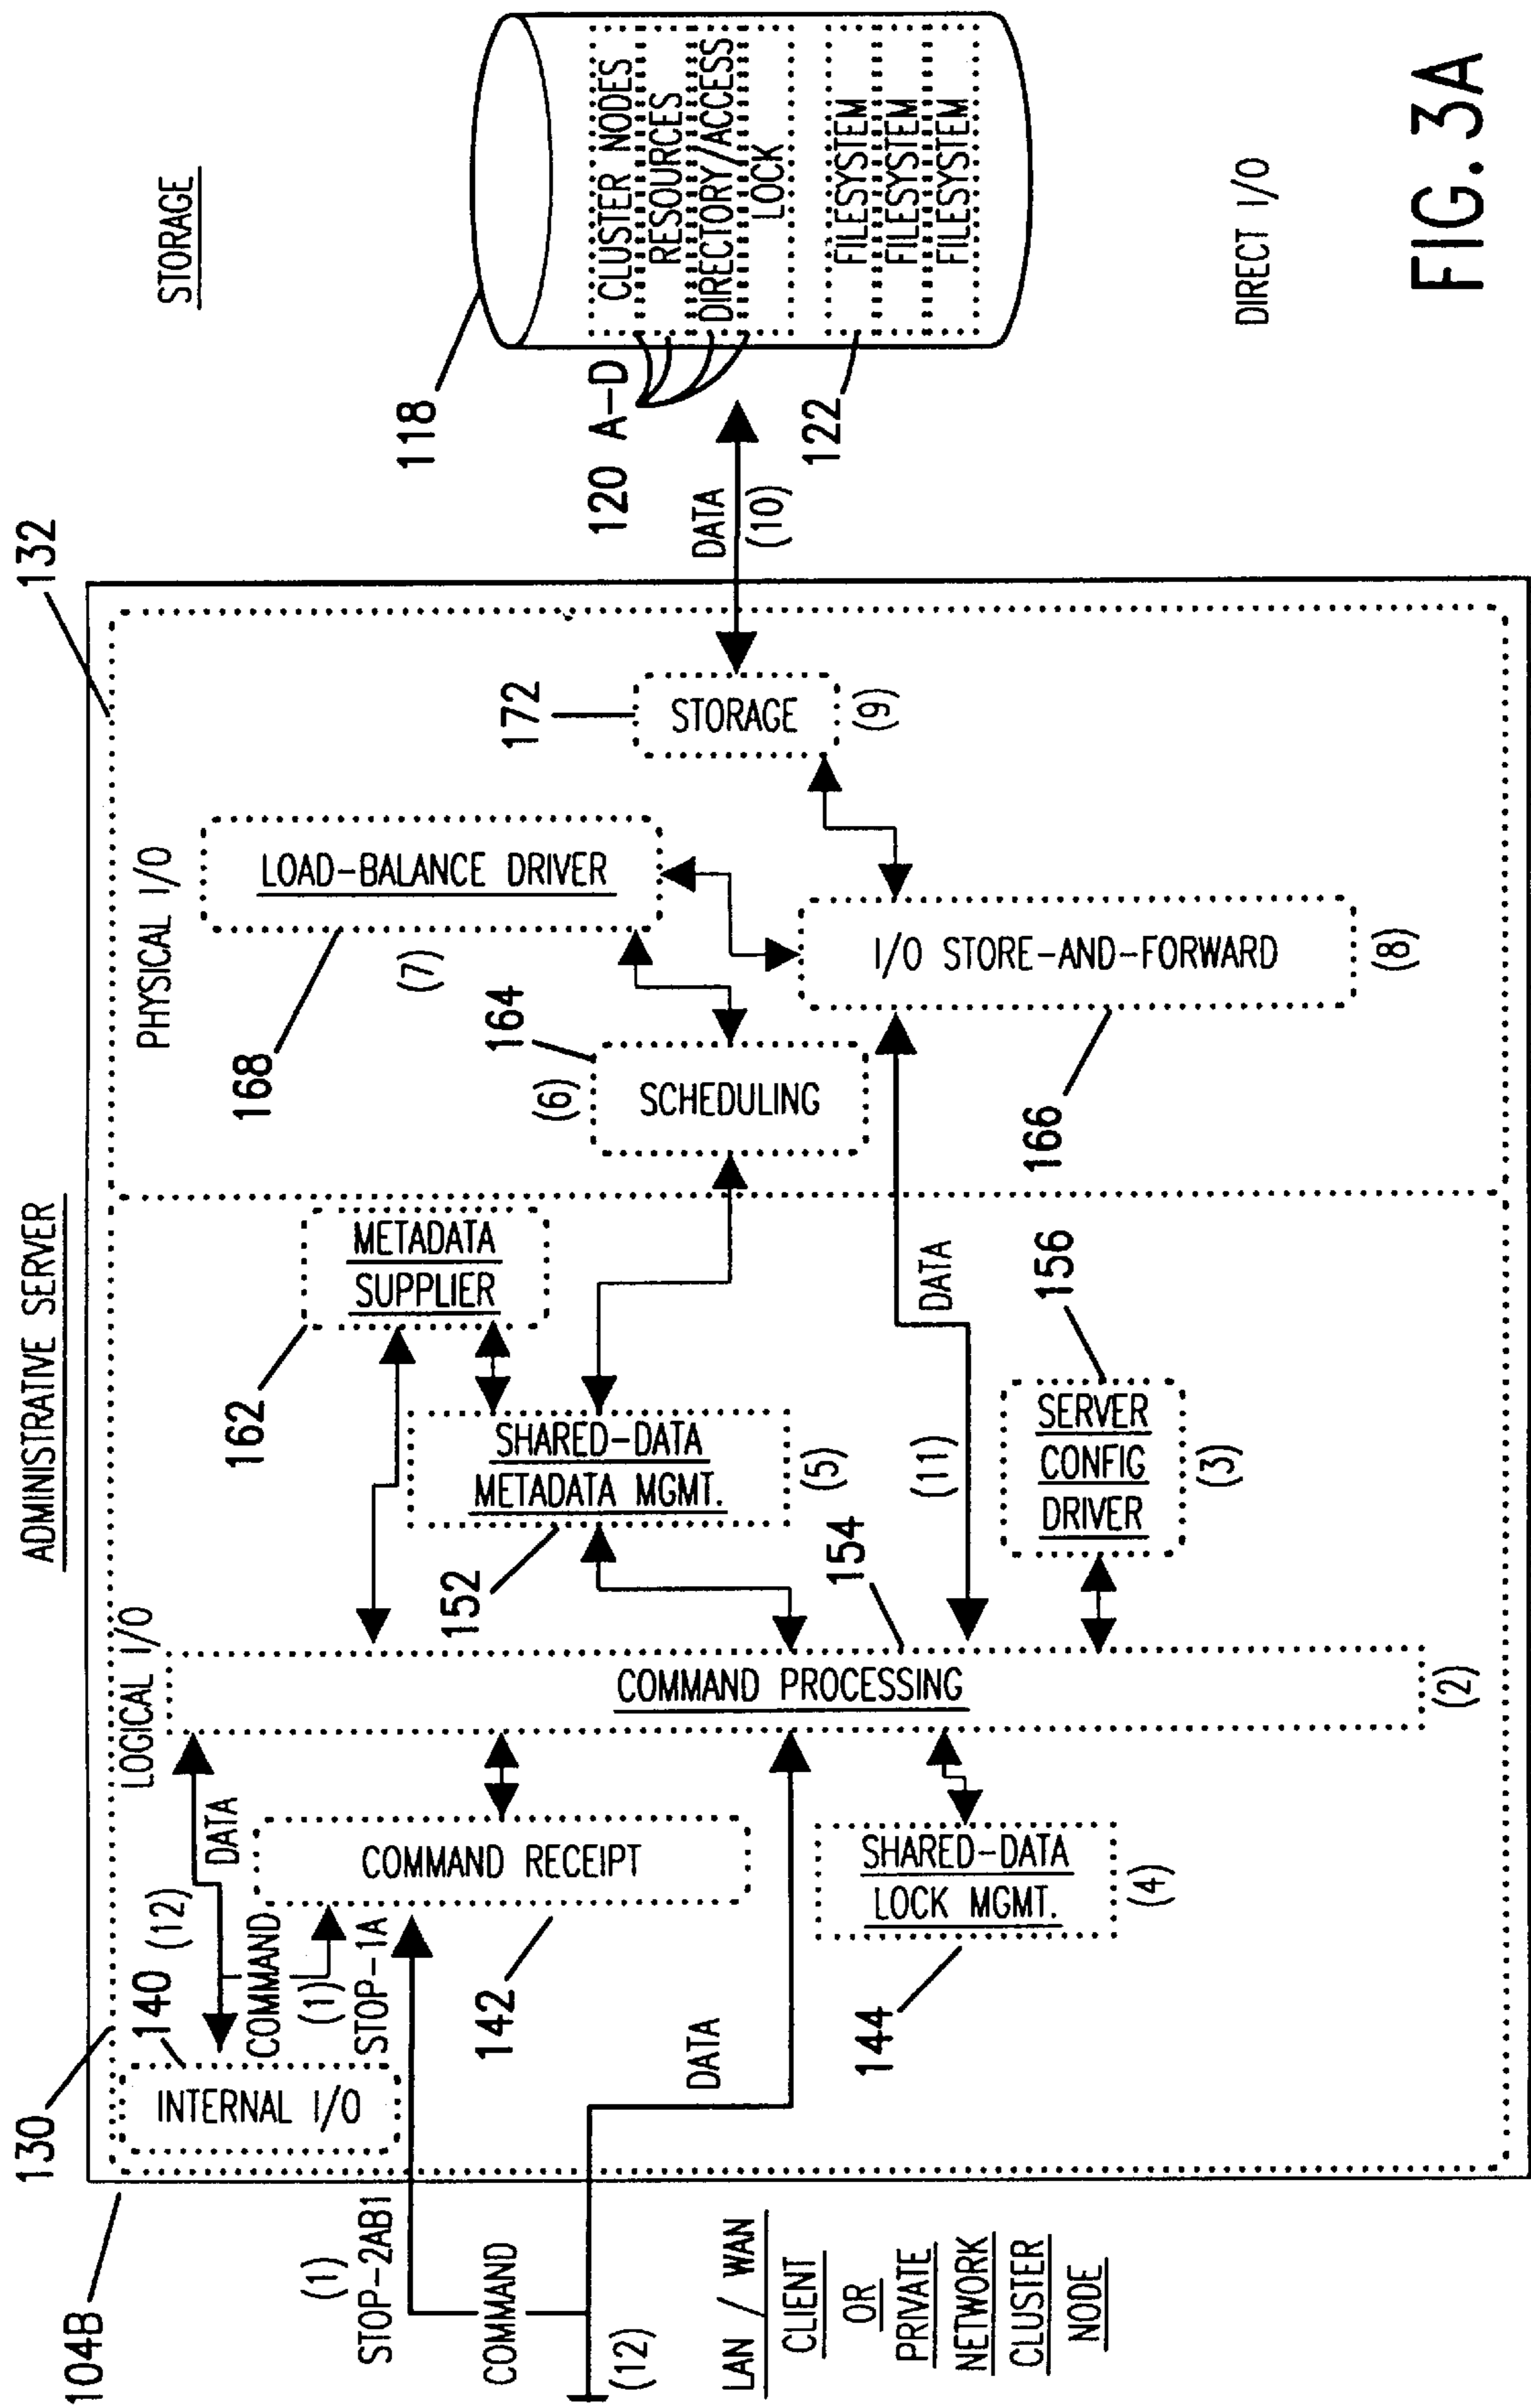 ADMINISTRATIVE SERVER
STORAGE
104B
130
132
LOGICAL I/O
PHYSICAL I/O
140
INTERNAL I/O
(12)
DATA
COMMAND
(1)
STOP-1A
COMMAND RECEIPT
142
(1)
STOP-2AB1
COMMAND
(12)
DATA
LAN / WAN
CLIENT
OR
PRIVATE
NETWORK
CLUSTER
NODE
SHARED-DATA
LOCK MGMT.
(4)
144
COMMAND PROCESSING
(2)
154
162
METADATA
SUPPLIER
SHARED-DATA
METADATA MGMT.
(5)
152
(11)
DATA
156
SERVER
CONFIG
DRIVER
(3)
168
LOAD-BALANCE DRIVER
(7)
164
(6)
SCHEDULING
166
I/O STORE-AND-FORWARD
(8)
172
STORAGE
(9)
DATA
(10)
118
120 A-D
CLUSTER NODES
RESOURCES
DIRECTORY/ACCESS
LOCK
122
FILESYSTEM
FILESYSTEM
FILESYSTEM
DIRECT I/O
FIG. 3A